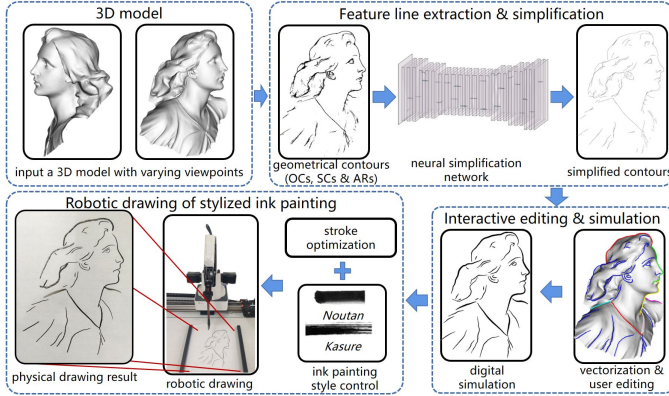 3D model
input a 3D model with varying viewpoints
Feature line extraction & simplification
geometrical contours
(OCs, SCs & ARs)
neural simplification
network
simplified contours
Interactive editing & simulation
vectorization &
user editing
digital
simulation
Robotic drawing of stylized ink painting
stroke
optimization
Noutan
Kasure
ink painting
style control
robotic drawing
physical drawing result